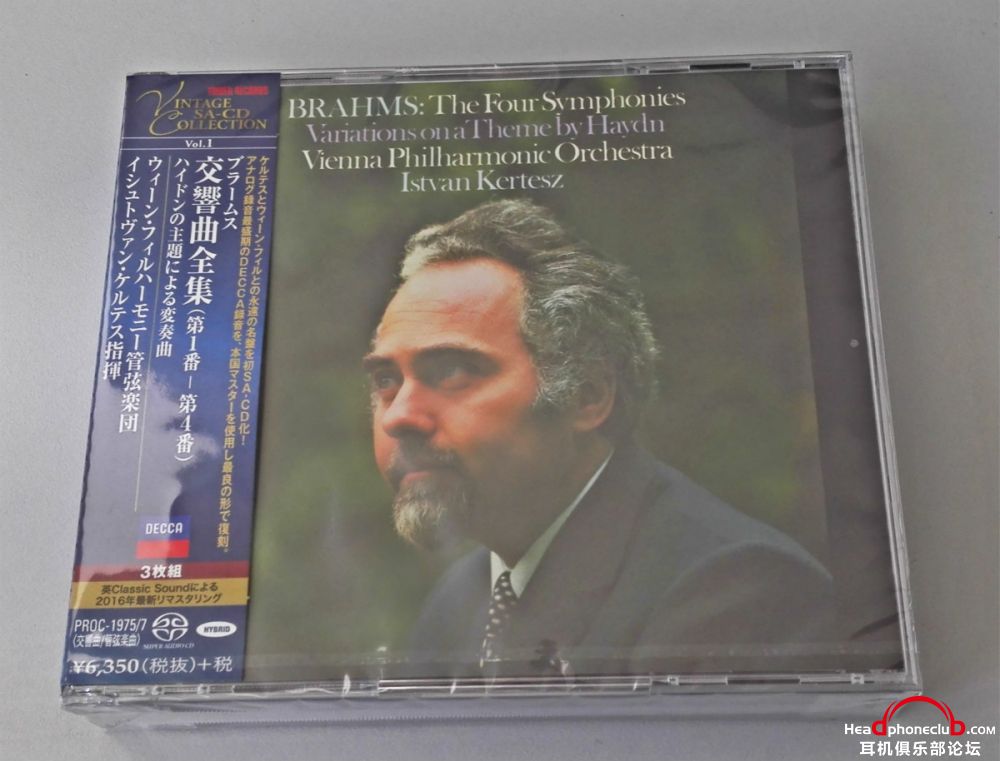 TOWER RECORDS
VINTAGE
SA-CD
COLLECTION
Vol.1
ケルテスとウィーン・フィルとの永遠の名盤を初SA-CD化!
アナログ録音最盛期のDECCA録音を、本国マスターを使用し最良の形で復刻。
ブラームス
交響曲全集(第1番－第4番)
ハイドンの主題による変奏曲
ウィーン・フィルハーモニー管弦楽団
イシュトヴァン・ケルテス指揮
DECCA
3枚組
英Classic Soundによる
2016年最新リマスタリング
PROC-1975/7
(交響曲/管弦楽曲)
SUPER AUDIO CD
HYBRID
¥6,350(税抜)+税
BRAHMS: The Four Symphonies
Variations on a Theme by Haydn
Vienna Philharmonic Orchestra
Istvan Kertesz
HeadphoneclubD.com
耳机俱乐部论坛